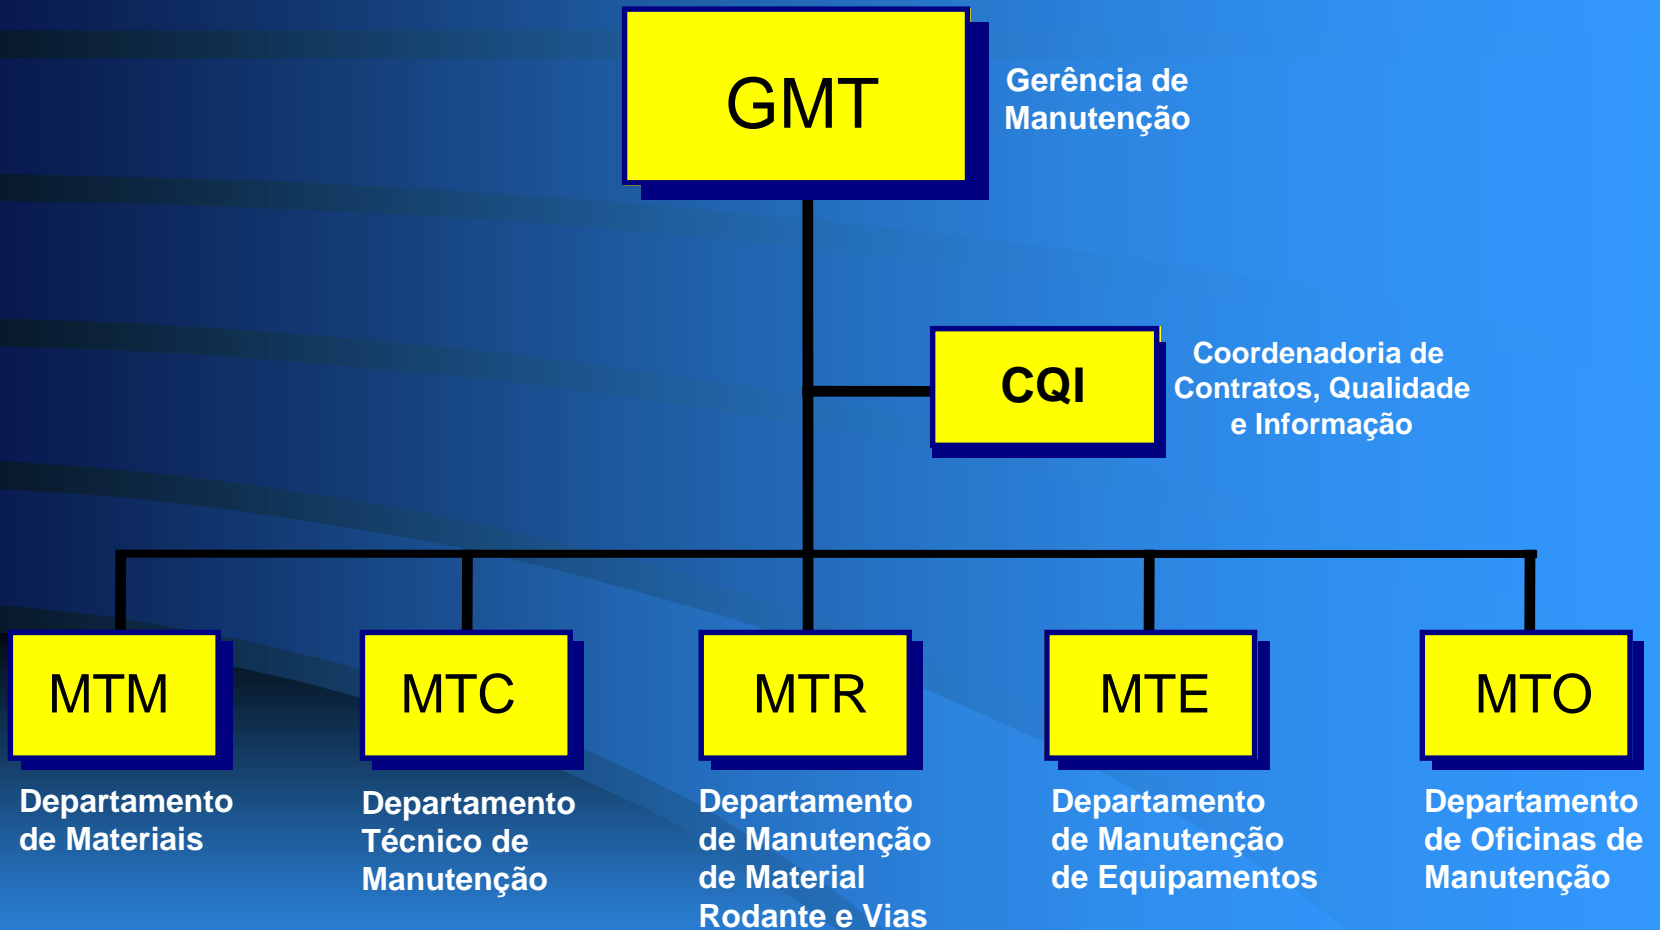 GMT
Gerência de
Manutenção
CQI
Coordenadoria de
Contratos, Qualidade
e Informação
MTM
Departamento
de Materiais
MTC
Departamento
Técnico de
Manutenção
MTR
Departamento
de Manutenção
de Material
Rodante e Vias
MTE
Departamento
de Manutenção
de Equipamentos
MTO
Departamento
de Oficinas de
Manutenção